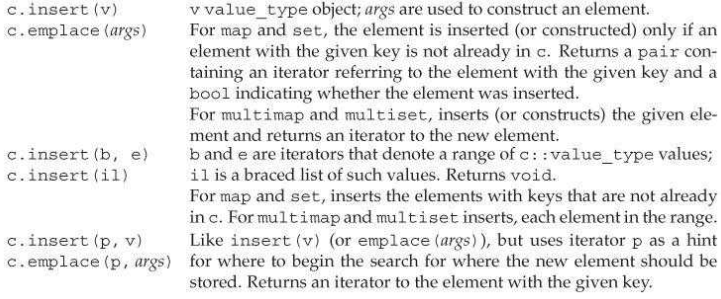 c.insert(v) v value_type object; args are used to construct an element.
c.emplace(args) For map and set, the element is inserted (or constructed) only if an
element with the given key is not already in c. Returns a pair con-
taining an iterator referring to the element with the given key and a
bool indicating whether the element was inserted.
For multimap and multiset, inserts (or constructs) the given ele-
ment and returns an iterator to the new element.
c.insert(b, e) b and e are iterators that denote a range of c::value_type values;
c.insert(il) il is a braced list of such values. Returns void.
For map and set, inserts the elements with keys that are not already
in c. For multimap and multiset inserts, each element in the range.
c.insert(p, v) Like insert(v) (or emplace(args)), but uses iterator p as a hint
c.emplace(p, args) for where to begin the search for where the new element should be
stored. Returns an iterator to the element with the given key.